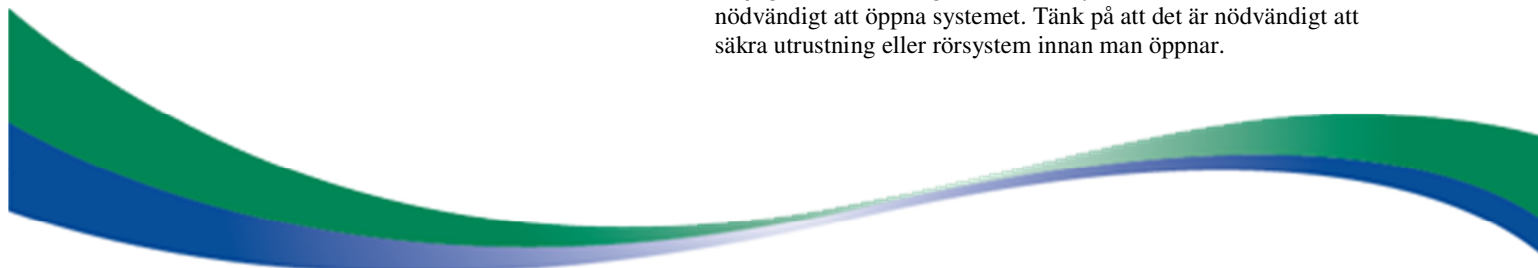 nödvändigt att öppna systemet. Tänk på att det är nödvändigt att
säkra utrustning eller rörsystem innan man öppnar.